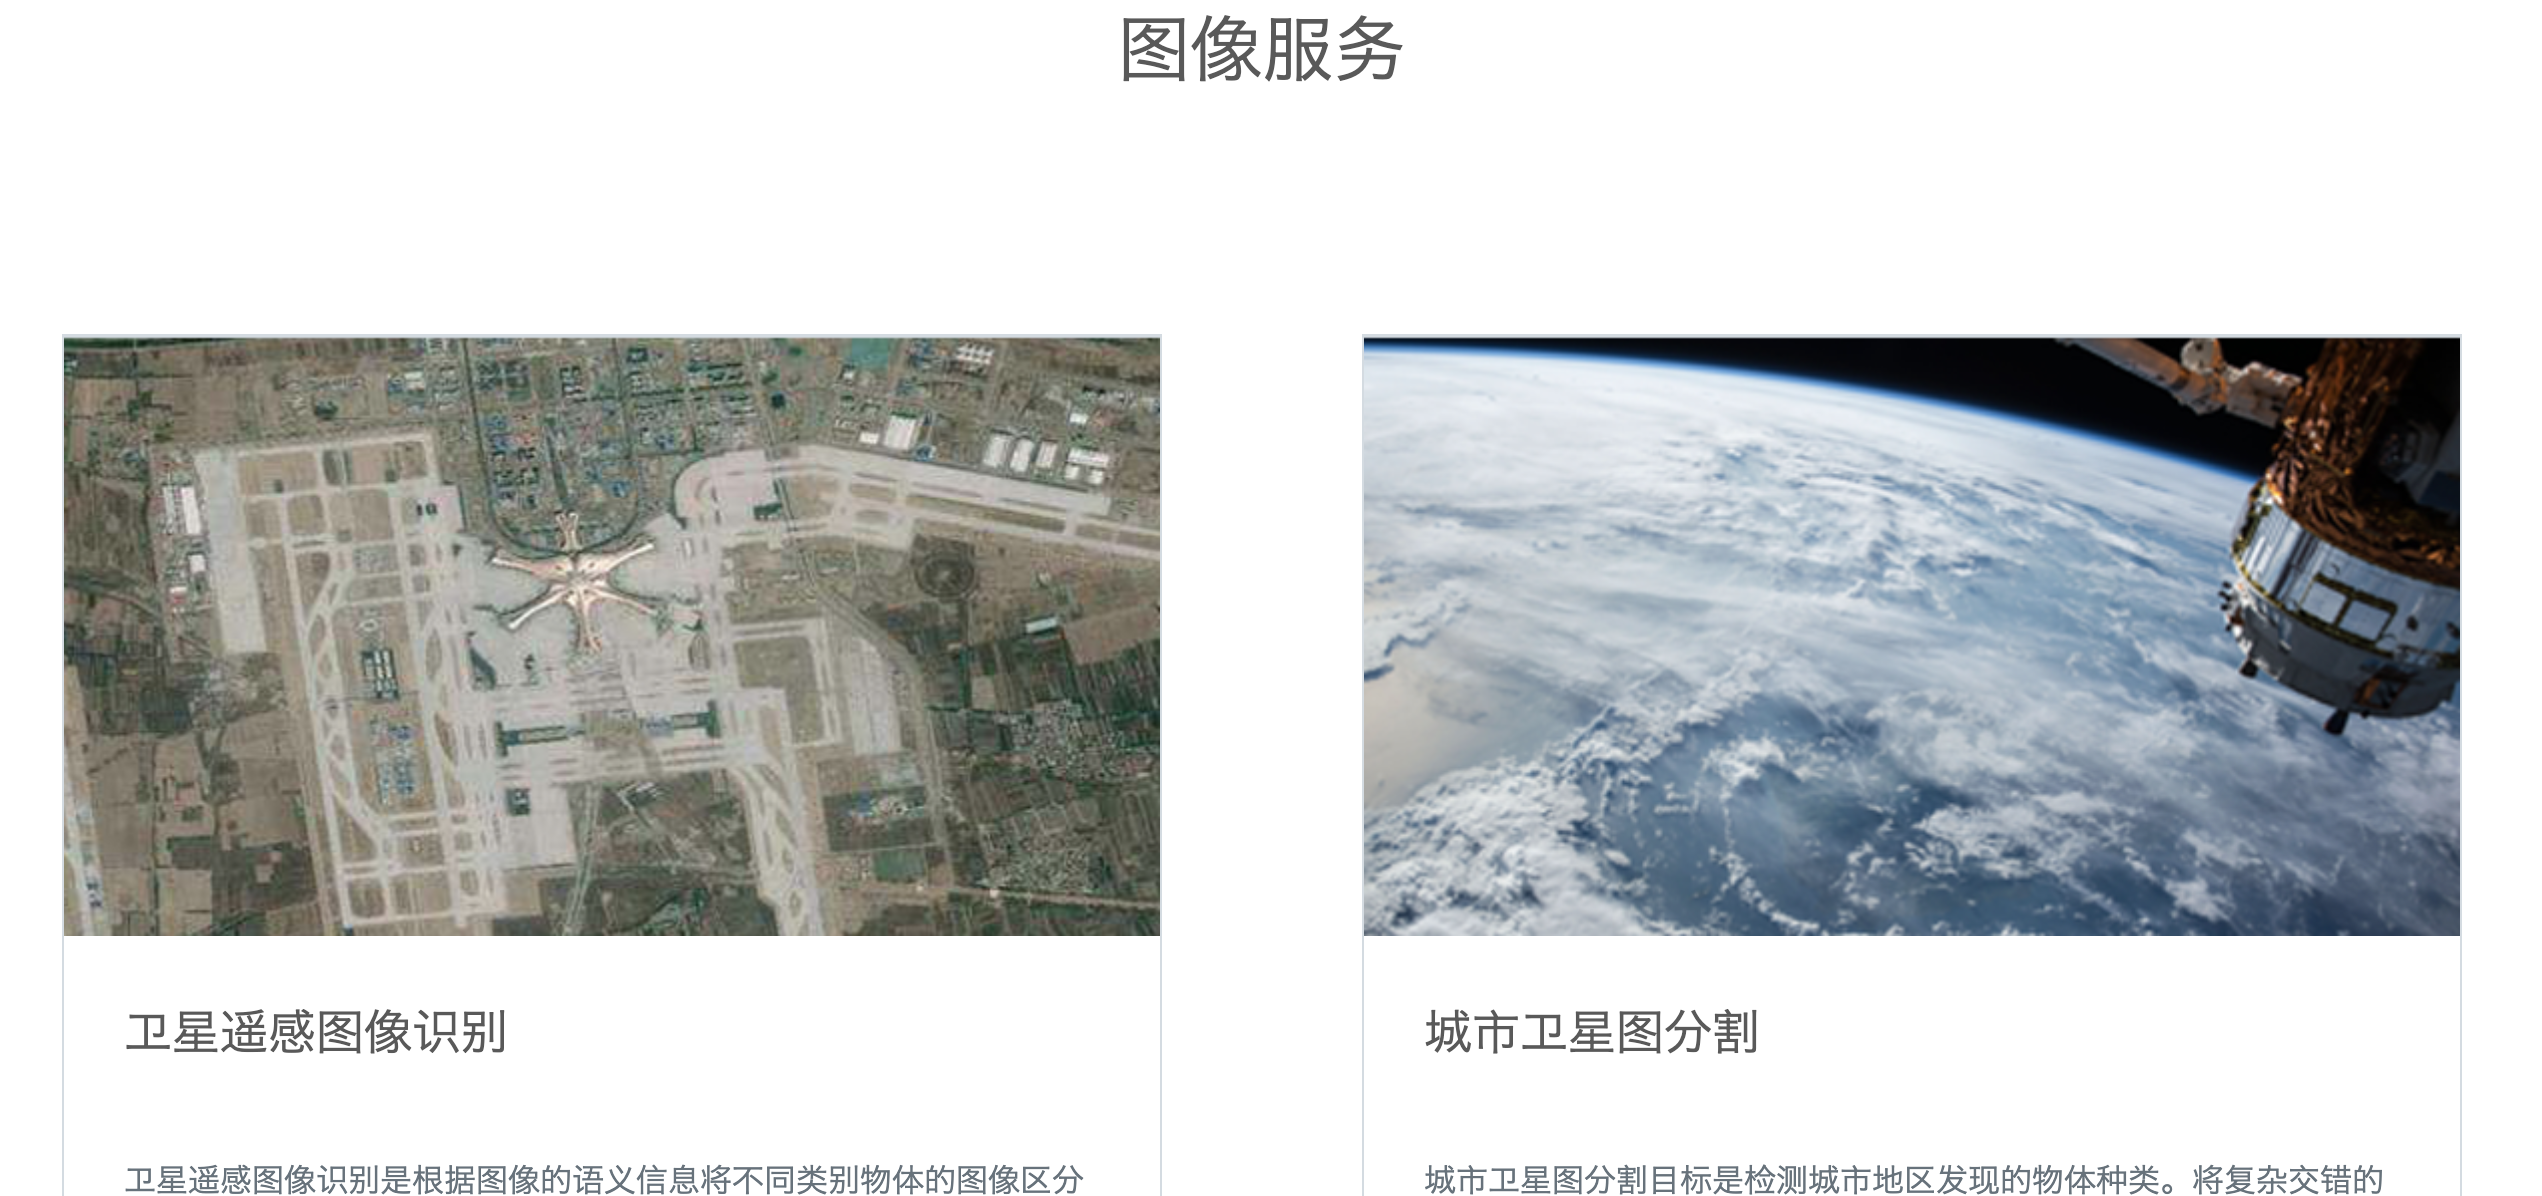 图像服务
卫星遥感图像识别
卫星遥感图像识别是根据图像的语义信息将不同类别物体的图像区分
城市卫星图分割
城市卫星图分割目标是检测城市地区发现的物体种类。将复杂交错的